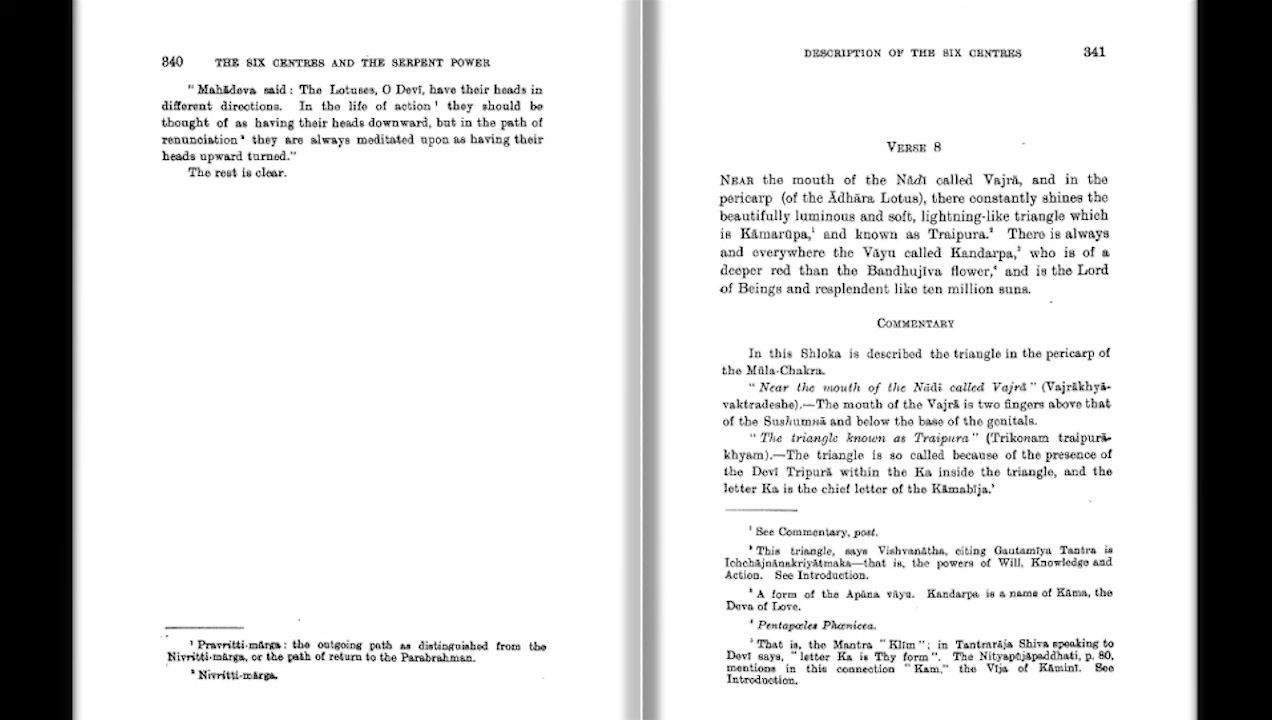 340 THE SIX CENTRES AND THE SERPENT POWER
"Mahādeva said: The Lotuses, O Devī, have their heads in
different directions. In the life of action ¹ they should be
thought of as having their heads downward, but in the path of
renunciation ² they are always meditated upon as having their
heads upward turned."
The rest is clear.
¹ Pravritti-mārga: the outgoing path as distinguished from the
Nivritti-mārga, or the path of return to the Parabrahman.
² Nivritti-mārga.
DESCRIPTION OF THE SIX CENTRES 341
VERSE 8
NEAR the mouth of the Nādī called Vajrā, and in the
pericarp (of the Ādhāra Lotus), there constantly shines the
beautifully luminous and soft, lightning-like triangle which
is Kāmarūpa,¹ and known as Traipura.² There is always
and everywhere the Vāyu called Kandarpa,³ who is of a
deeper red than the Bandhujīva flower,⁴ and is the Lord
of Beings and resplendent like ten million suns.
COMMENTARY
In this Shloka is described the triangle in the pericarp of
the Mūla-Chakra.
"Near the mouth of the Nādī called Vajrā" (Vajrākhyā-
vaktradeshe).—The mouth of the Vajrā is two fingers above that
of the Sushumnā and below the base of the genitals.
"The triangle known as Traipura" (Trikonam traipurā-
khyam).—The triangle is so called because of the presence of
the Devī Tripurā within the Ka inside the triangle, and the
letter Ka is the chief letter of the Kāmabīja.⁵
¹ See Commentary, post.
² This triangle, says Vishvanātha, citing Gautamīya Tantra is
Ichchājnānakriyātmaka—that is, the powers of Will, Knowledge and
Action. See Introduction.
³ A form of the Apāna vāyu. Kandarpa is a name of Kāma, the
Deva of Love.
⁴ Pentapœles Phœnicea.
⁵ That is, the Mantra "Klīm"; in Tantrarāja Shiva speaking to
Devī says, "letter Ka is Thy form". The Nityapūjāpaddhati, p. 80,
mentions in this connection "Kam," the Vīja of Kāminī. See
Introduction.